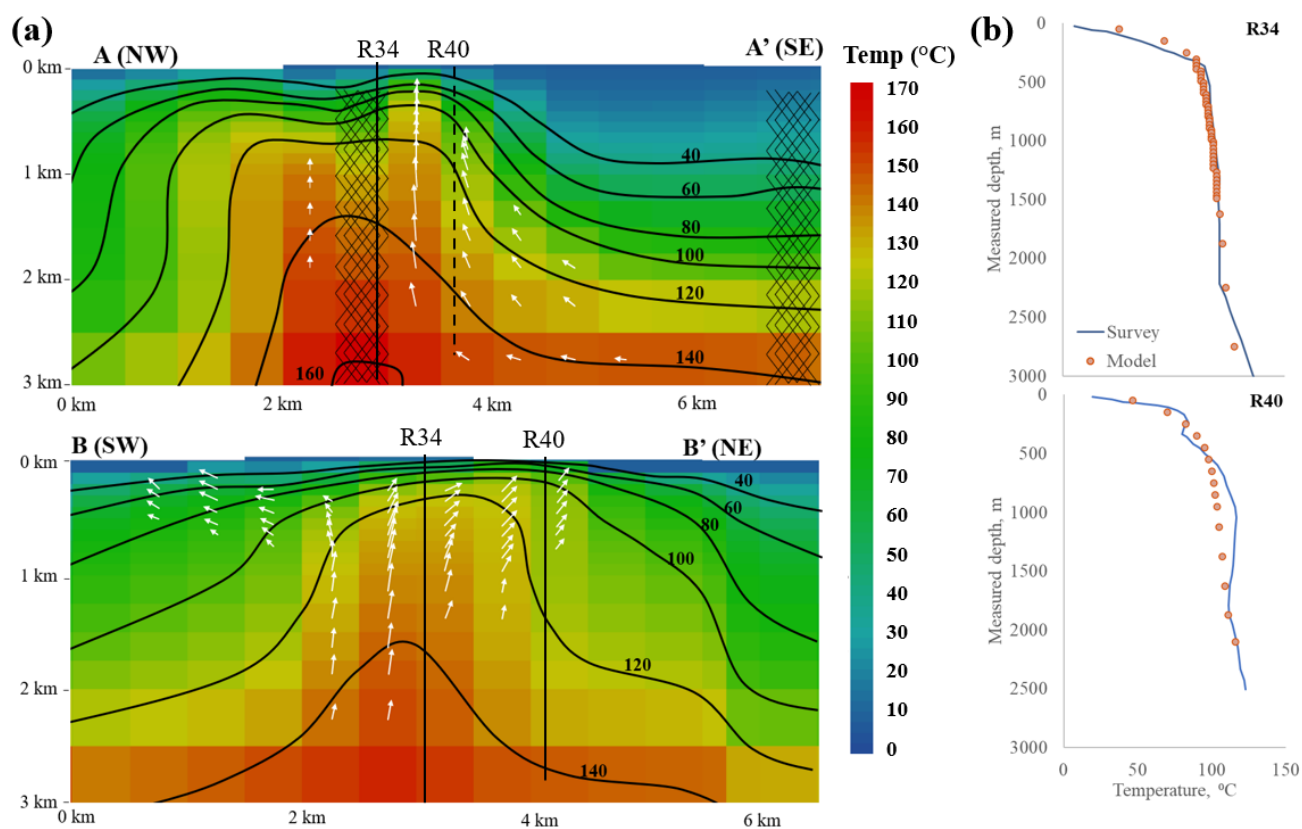 (a)
A (NW)
R34
R40
A' (SE)
0 km
1 km
2 km
3 km
40
60
80
100
120
140
160
0 km
2 km
4 km
6 km
B (SW)
R34
R40
B' (NE)
0 km
1 km
2 km
3 km
40
60
80
100
120
140
0 km
2 km
4 km
6 km
Temp (°C)
170
160
150
140
130
120
110
100
90
80
70
60
50
40
30
20
10
0
(b)
R34
Measured depth, m
0
500
1000
1500
2000
2500
3000
Survey
Model
R40
Measured depth, m
0
500
1000
1500
2000
2500
3000
0
50
100
150
Temperature, ºC